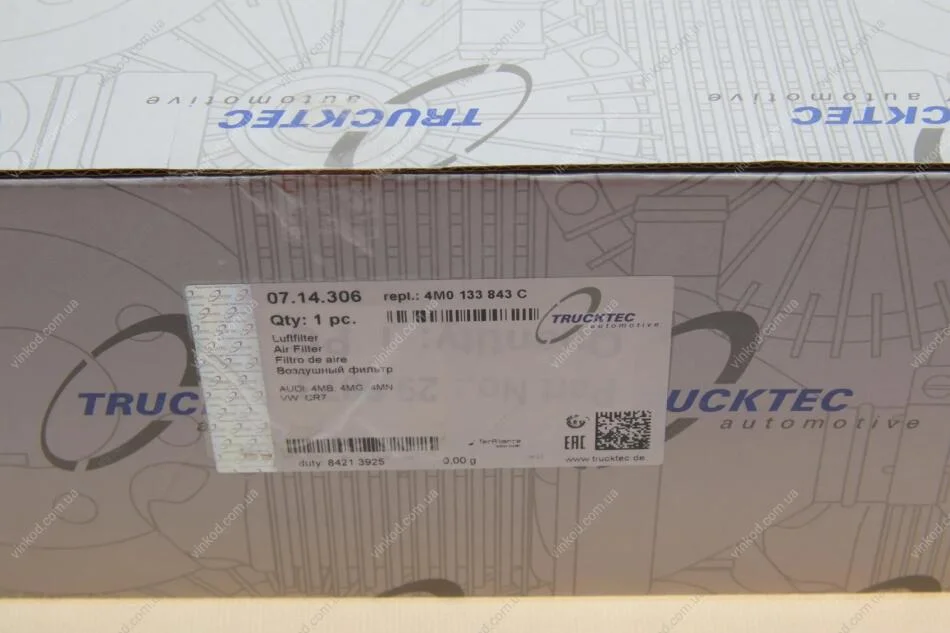 TRUCKTEC
automotive
TRUCKTEC
automotive
07.14.306 repl.: 4M0 133 843 C
Qty: 1 pc.
TRUCKTEC
automotive
Luftfilter
Air Filter
Filtro de aire
Воздушный фильтр
AUDI: 4MB, 4MG, 4MN
VW: CR7
EAC
duty: 8421 3925 0,00 g www.trucktec.de
TRUCKTEC
automotive
vinkod.com.ua